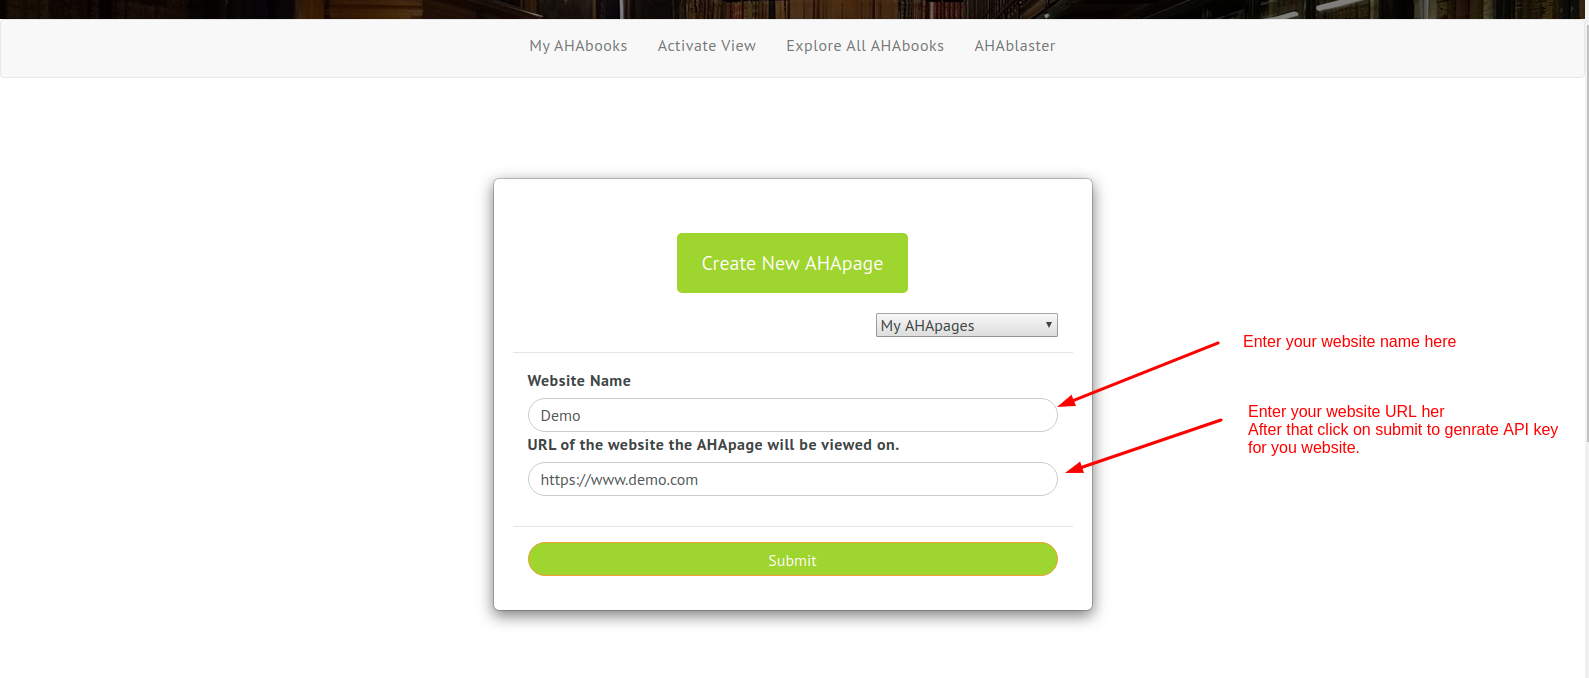 My AHAbooks Activate View Explore All AHAbooks AHAblaster
Create New AHApage
My AHApages
Enter your website name here
Website Name
Demo
Enter your website URL her
After that click on submit to genrate API key
for you website.
URL of the website the AHApage will be viewed on.
https://www.demo.com
Submit